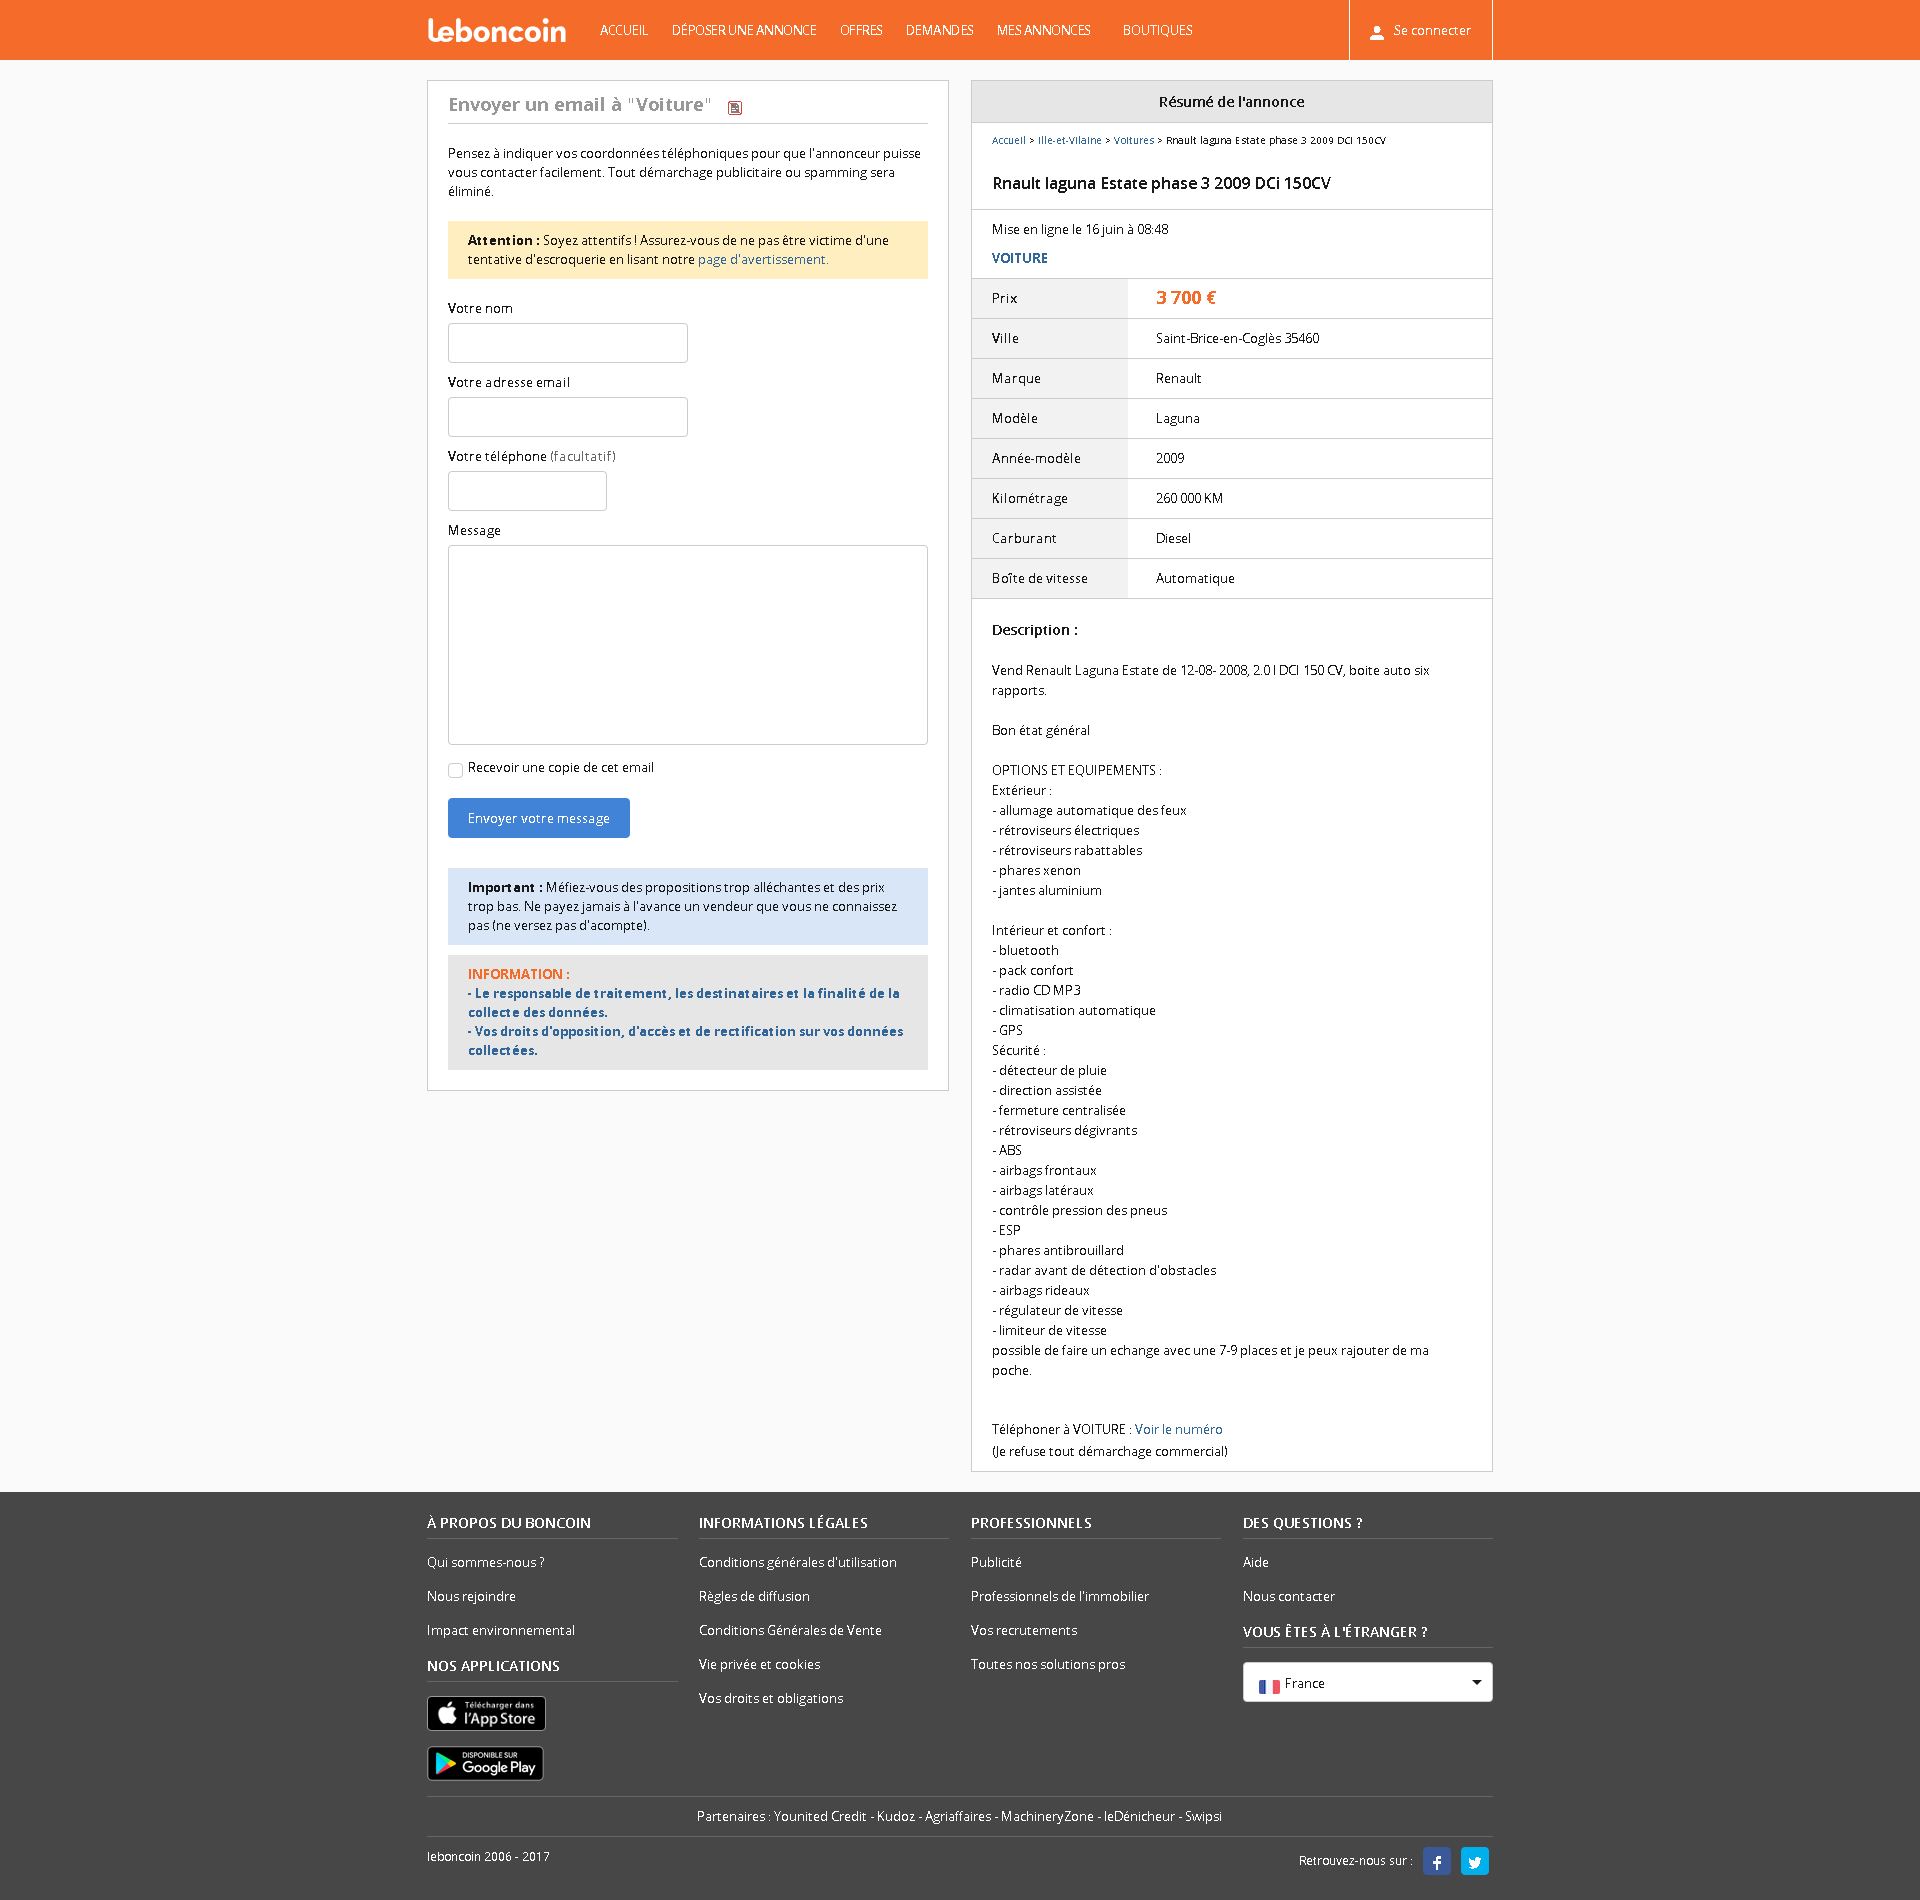 leboncoin
ACCUEIL
DÉPOSER UNE ANNONCE
OFFRES
DEMANDES
MES ANNONCES
BOUTIQUES
Se connecter
Envoyer un email à "Voiture"
Pensez à indiquer vos coordonnées téléphoniques pour que l'annonceur puisse
vous contacter facilement. Tout démarchage publicitaire ou spamming sera
éliminé.
Attention : Soyez attentifs ! Assurez-vous de ne pas être victime d'une
tentative d'escroquerie en lisant notre page d'avertissement.
Votre nom
Votre adresse email
Votre téléphone (facultatif)
Message
Recevoir une copie de cet email
Envoyer votre message
Important : Méfiez-vous des propositions trop alléchantes et des prix
trop bas. Ne payez jamais à l'avance un vendeur que vous ne connaissez
pas (ne versez pas d'acompte).
INFORMATION :
- Le responsable de traitement, les destinataires et la finalité de la
collecte des données.
- Vos droits d'opposition, d'accès et de rectification sur vos données
collectées.
Résumé de l'annonce
Accueil > Ille-et-Vilaine > Voitures > Rnault laguna Estate phase 3 2009 DCi 150CV
Rnault laguna Estate phase 3 2009 DCi 150CV
Mise en ligne le 16 juin à 08:48
VOITURE
Prix 3 700 €
Ville Saint-Brice-en-Coglès 35460
Marque Renault
Modèle Laguna
Année-modèle 2009
Kilométrage 260 000 KM
Carburant Diesel
Boîte de vitesse Automatique
Description :
Vend Renault Laguna Estate de 12-08- 2008, 2.0 l DCI 150 CV, boite auto six
rapports.
Bon état général
OPTIONS ET EQUIPEMENTS :
Extérieur :
- allumage automatique des feux
- rétroviseurs électriques
- rétroviseurs rabattables
- phares xenon
- jantes aluminium
Intérieur et confort :
- bluetooth
- pack confort
- radio CD MP3
- climatisation automatique
- GPS
Sécurité :
- détecteur de pluie
- direction assistée
- fermeture centralisée
- rétroviseurs dégivrants
- ABS
- airbags frontaux
- airbags latéraux
- contrôle pression des pneus
- ESP
- phares antibrouillard
- radar avant de détection d'obstacles
- airbags rideaux
- régulateur de vitesse
- limiteur de vitesse
possible de faire un echange avec une 7-9 places et je peux rajouter de ma
poche.
Téléphoner à VOITURE : Voir le numéro
(Je refuse tout démarchage commercial)
À PROPOS DU BONCOIN
Qui sommes-nous ?
Nous rejoindre
Impact environnemental
NOS APPLICATIONS
Télécharger dans
l'App Store
DISPONIBLE SUR
Google Play
INFORMATIONS LÉGALES
Conditions générales d'utilisation
Règles de diffusion
Conditions Générales de Vente
Vie privée et cookies
Vos droits et obligations
PROFESSIONNELS
Publicité
Professionnels de l'immobilier
Vos recrutements
Toutes nos solutions pros
DES QUESTIONS ?
Aide
Nous contacter
VOUS ÊTES À L'ÉTRANGER ?
France
Partenaires : Younited Credit - Kudoz - Agriaffaires - MachineryZone - leDénicheur - Swipsi
leboncoin 2006 - 2017
Retrouvez-nous sur :